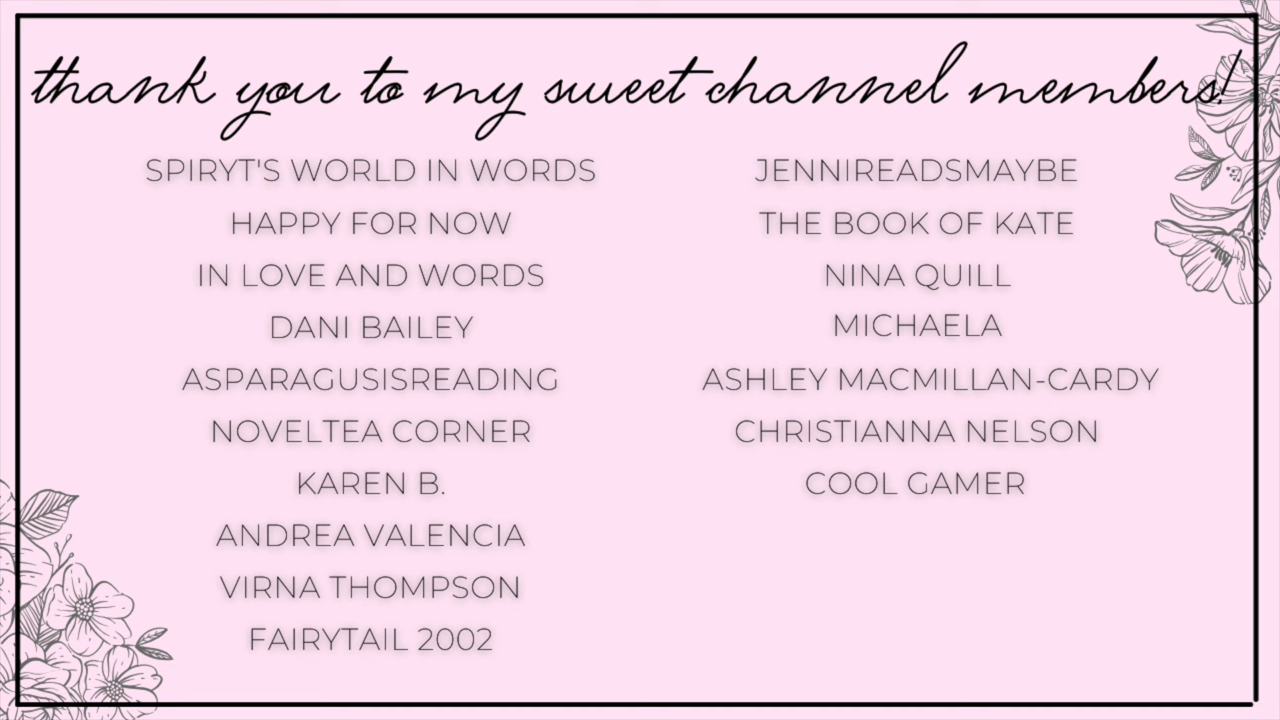 thank you to my sweet channel members!
SPIRYT'S WORLD IN WORDS
HAPPY FOR NOW
IN LOVE AND WORDS
DANI BAILEY
ASPARAGUSISREADING
NOVELTEA CORNER
KAREN B.
ANDREA VALENCIA
VIRNA THOMPSON
FAIRYTAIL 2002
JENNIREADSMAYBE
THE BOOK OF KATE
NINA QUILL
MICHAELA
ASHLEY MACMILLAN-CARDY
CHRISTIANNA NELSON
COOL GAMER